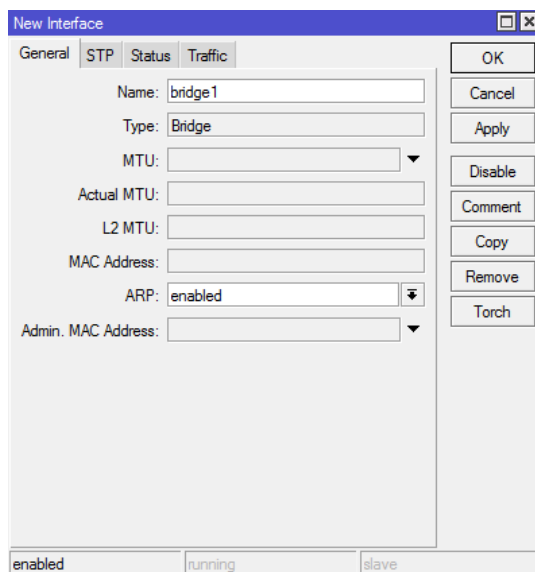 New Interface
General STP Status Traffic
Name: bridge1
Type: Bridge
MTU:
Actual MTU:
L2 MTU:
MAC Address:
ARP: enabled
Admin. MAC Address:
OK
Cancel
Apply
Disable
Comment
Copy
Remove
Torch
enabled running slave